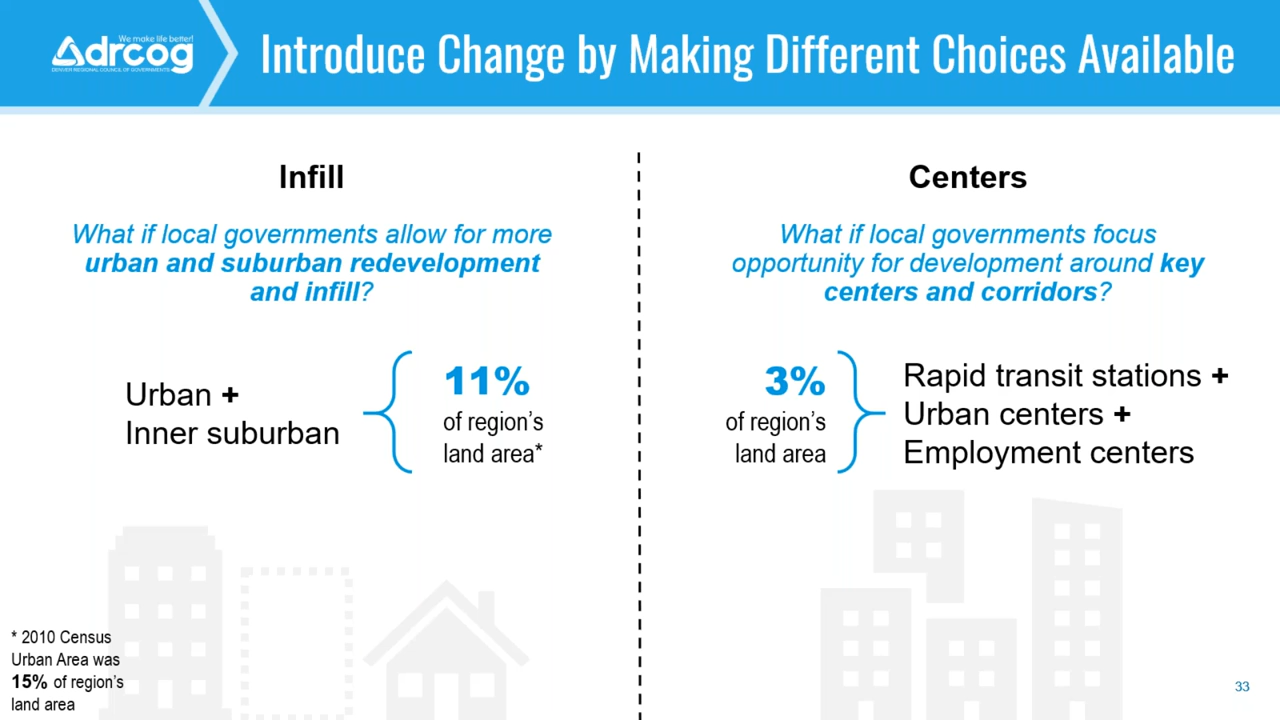 We make life better!
drcog
DENVER REGIONAL COUNCIL OF GOVERNMENTS
Introduce Change by Making Different Choices Available
Infill
What if local governments allow for more
urban and suburban redevelopment
and infill?
Urban +
Inner suburban
11%
of region's
land area*
* 2010 Census
Urban Area was
15% of region's
land area
Centers
What if local governments focus
opportunity for development around key
centers and corridors?
3%
of region's
land area
Rapid transit stations +
Urban centers +
Employment centers
33